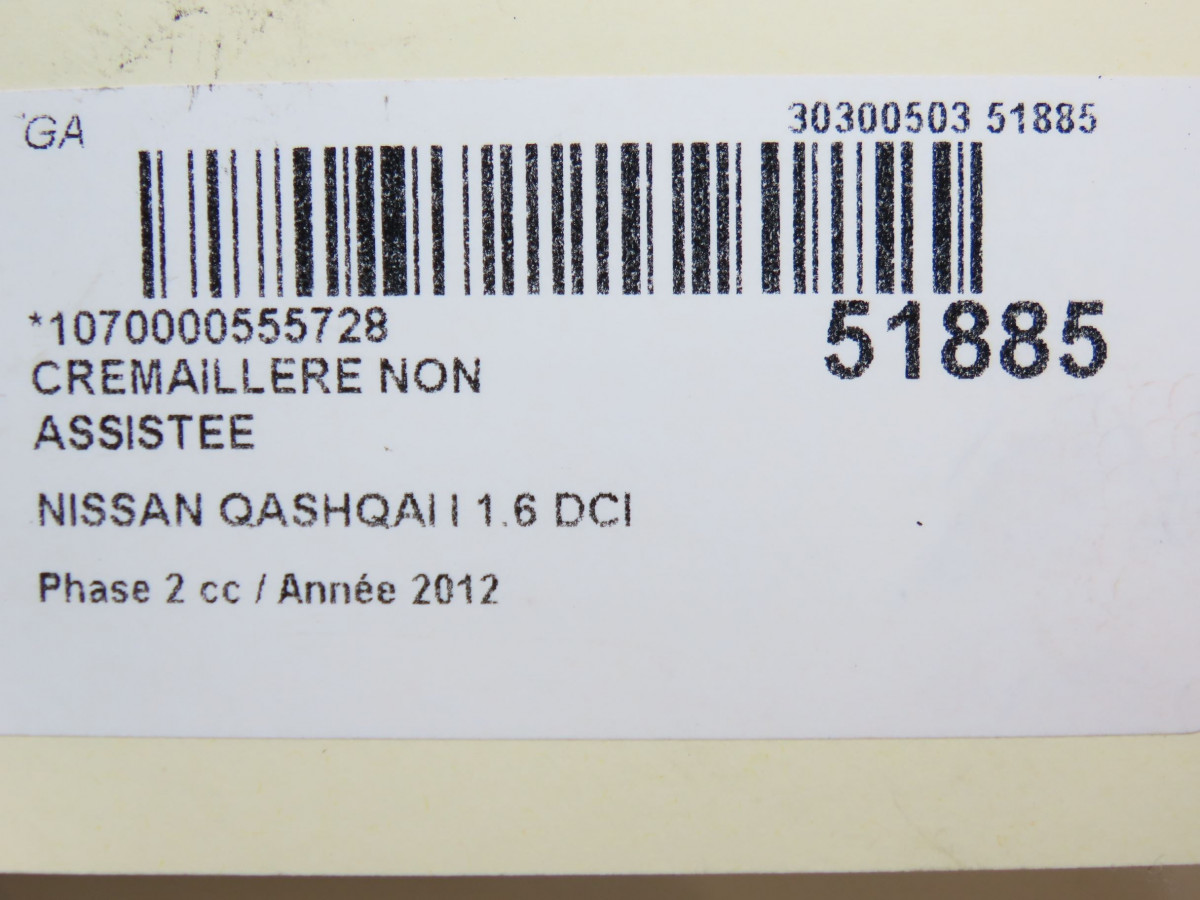 GA
30300503 51885
*1070000555728
51885
CREMAILLERE NON
ASSISTEE
NISSAN QASHQAI I 1.6 DCI
Phase 2 cc / Année 2012